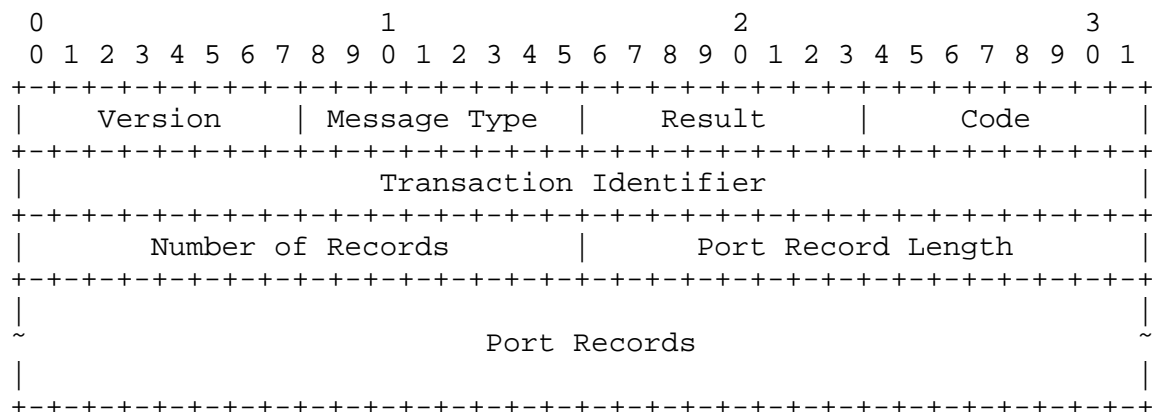 0                   1                   2                   3
 0 1 2 3 4 5 6 7 8 9 0 1 2 3 4 5 6 7 8 9 0 1 2 3 4 5 6 7 8 9 0 1
+-+-+-+-+-+-+-+-+-+-+-+-+-+-+-+-+-+-+-+-+-+-+-+-+-+-+-+-+-+-+-+-+
|    Version    | Message Type  |    Result     |     Code      |
+-+-+-+-+-+-+-+-+-+-+-+-+-+-+-+-+-+-+-+-+-+-+-+-+-+-+-+-+-+-+-+-+
|                    Transaction Identifier                     |
+-+-+-+-+-+-+-+-+-+-+-+-+-+-+-+-+-+-+-+-+-+-+-+-+-+-+-+-+-+-+-+-+
|       Number of Records       |      Port Record Length       |
+-+-+-+-+-+-+-+-+-+-+-+-+-+-+-+-+-+-+-+-+-+-+-+-+-+-+-+-+-+-+-+-+
|                                                               |
~                          Port Records                         ~
|                                                               |
+-+-+-+-+-+-+-+-+-+-+-+-+-+-+-+-+-+-+-+-+-+-+-+-+-+-+-+-+-+-+-+-+